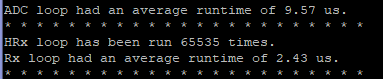 ADC loop had an average runtime of 9.57 us.
* * * * * * * * * * * * * * * * * * * * * *
HRx loop has been run 65535 times.
Rx loop had an average runtime of 2.43 us.
* * * * * * * * * * * * * * * * * * * * * *